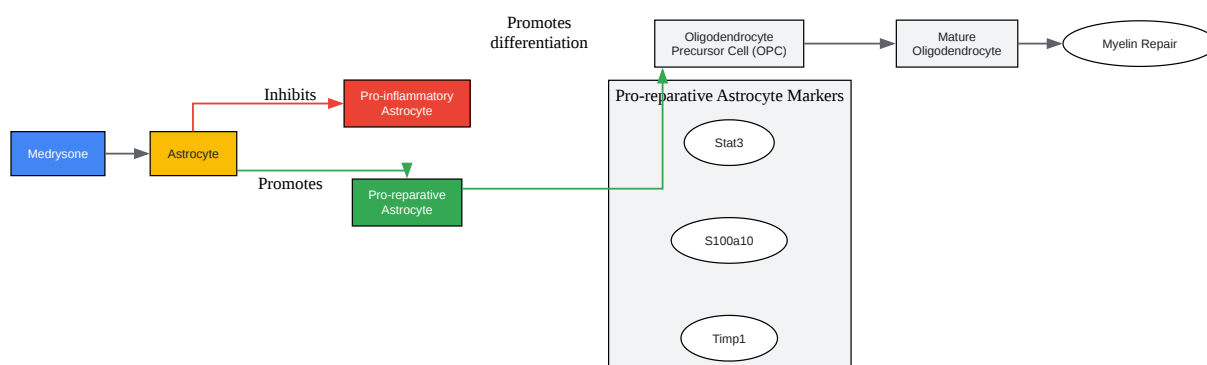 Promotes
differentiation
Oligodendrocyte
Precursor Cell (OPC)
Mature
Oligodendrocyte
Myelin Repair
Inhibits
Pro-inflammatory
Astrocyte
Pro-reparative Astrocyte Markers
Medrysone
Astrocyte
Stat3
Promotes
Pro-reparative
Astrocyte
S100a10
Timp1